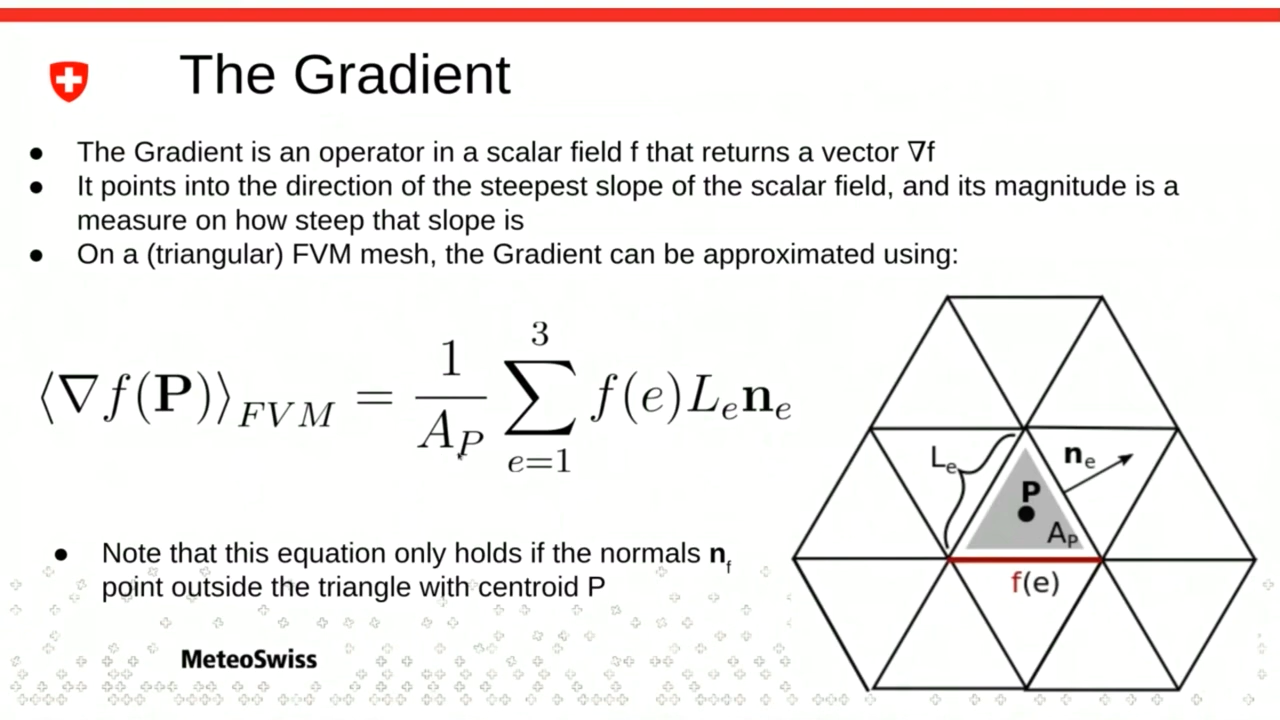 The Gradient
● The Gradient is an operator in a scalar field f that returns a vector ∇f
● It points into the direction of the steepest slope of the scalar field, and its magnitude is a
measure on how steep that slope is
● On a (triangular) FVM mesh, the Gradient can be approximated using:
⟨∇f(P)⟩_{FVM} = \frac{1}{A_P} \sum_{e=1}^{3} f(e)L_e n_e
L_e
n_e
P
A_P
f(e)
● Note that this equation only holds if the normals n_f
point outside the triangle with centroid P
MeteoSwiss